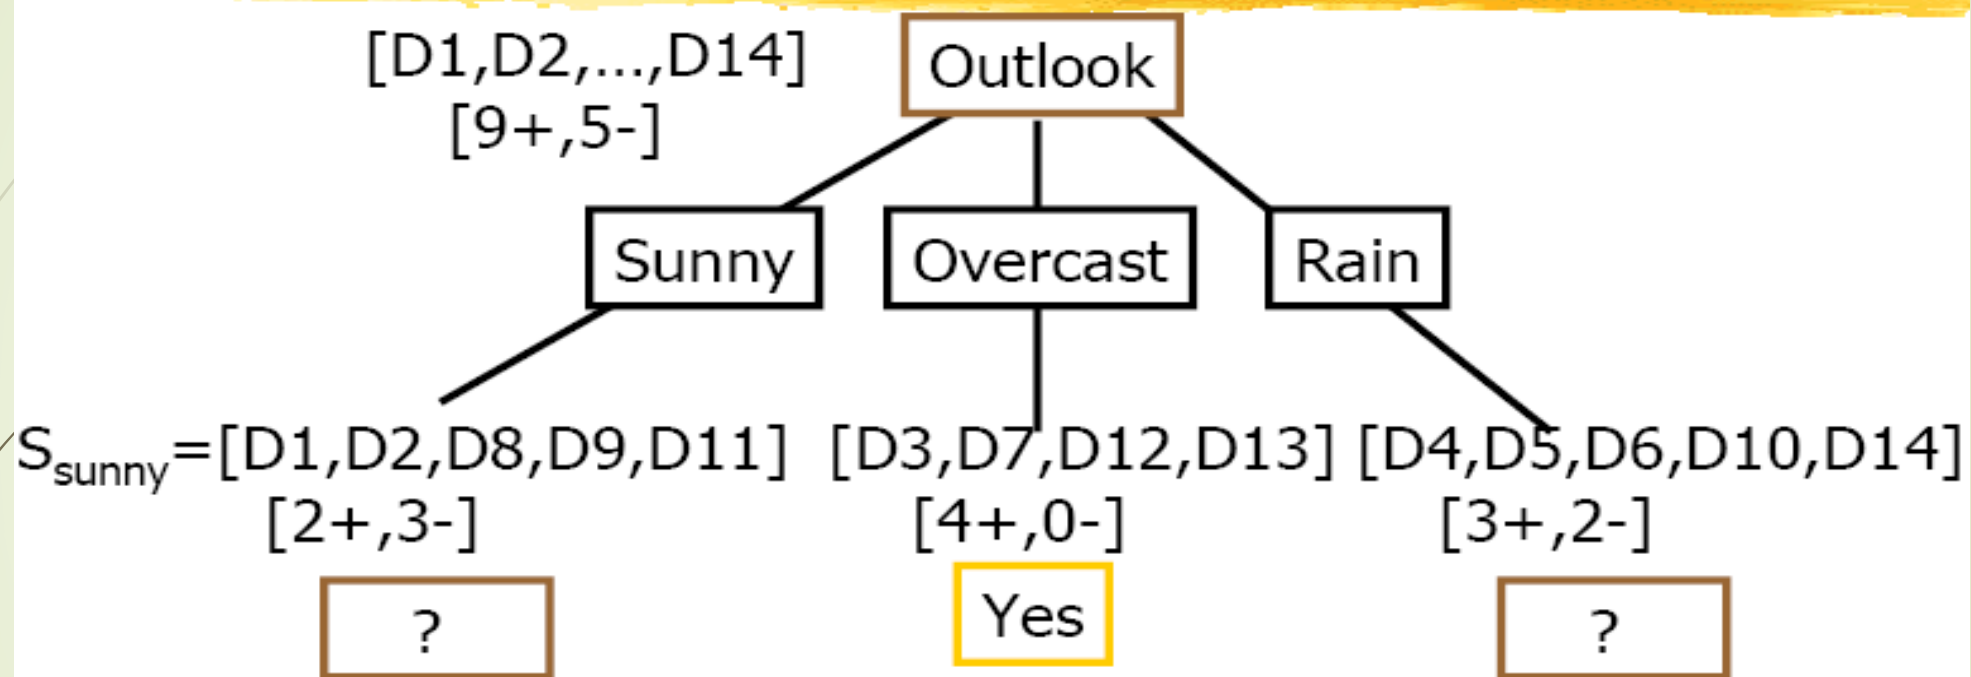 [D1,D2,...,D14]
Outlook
[9+,5-]
Sunny
Overcast
Rain
Ssunny=[D1,D2,D8,D9,D11]
[D3,D7,D12,D13]
[D4,D5,D6,D10,D14]
[2+,3-]
[4+,0-]
[3+,2-]
?
Yes
?